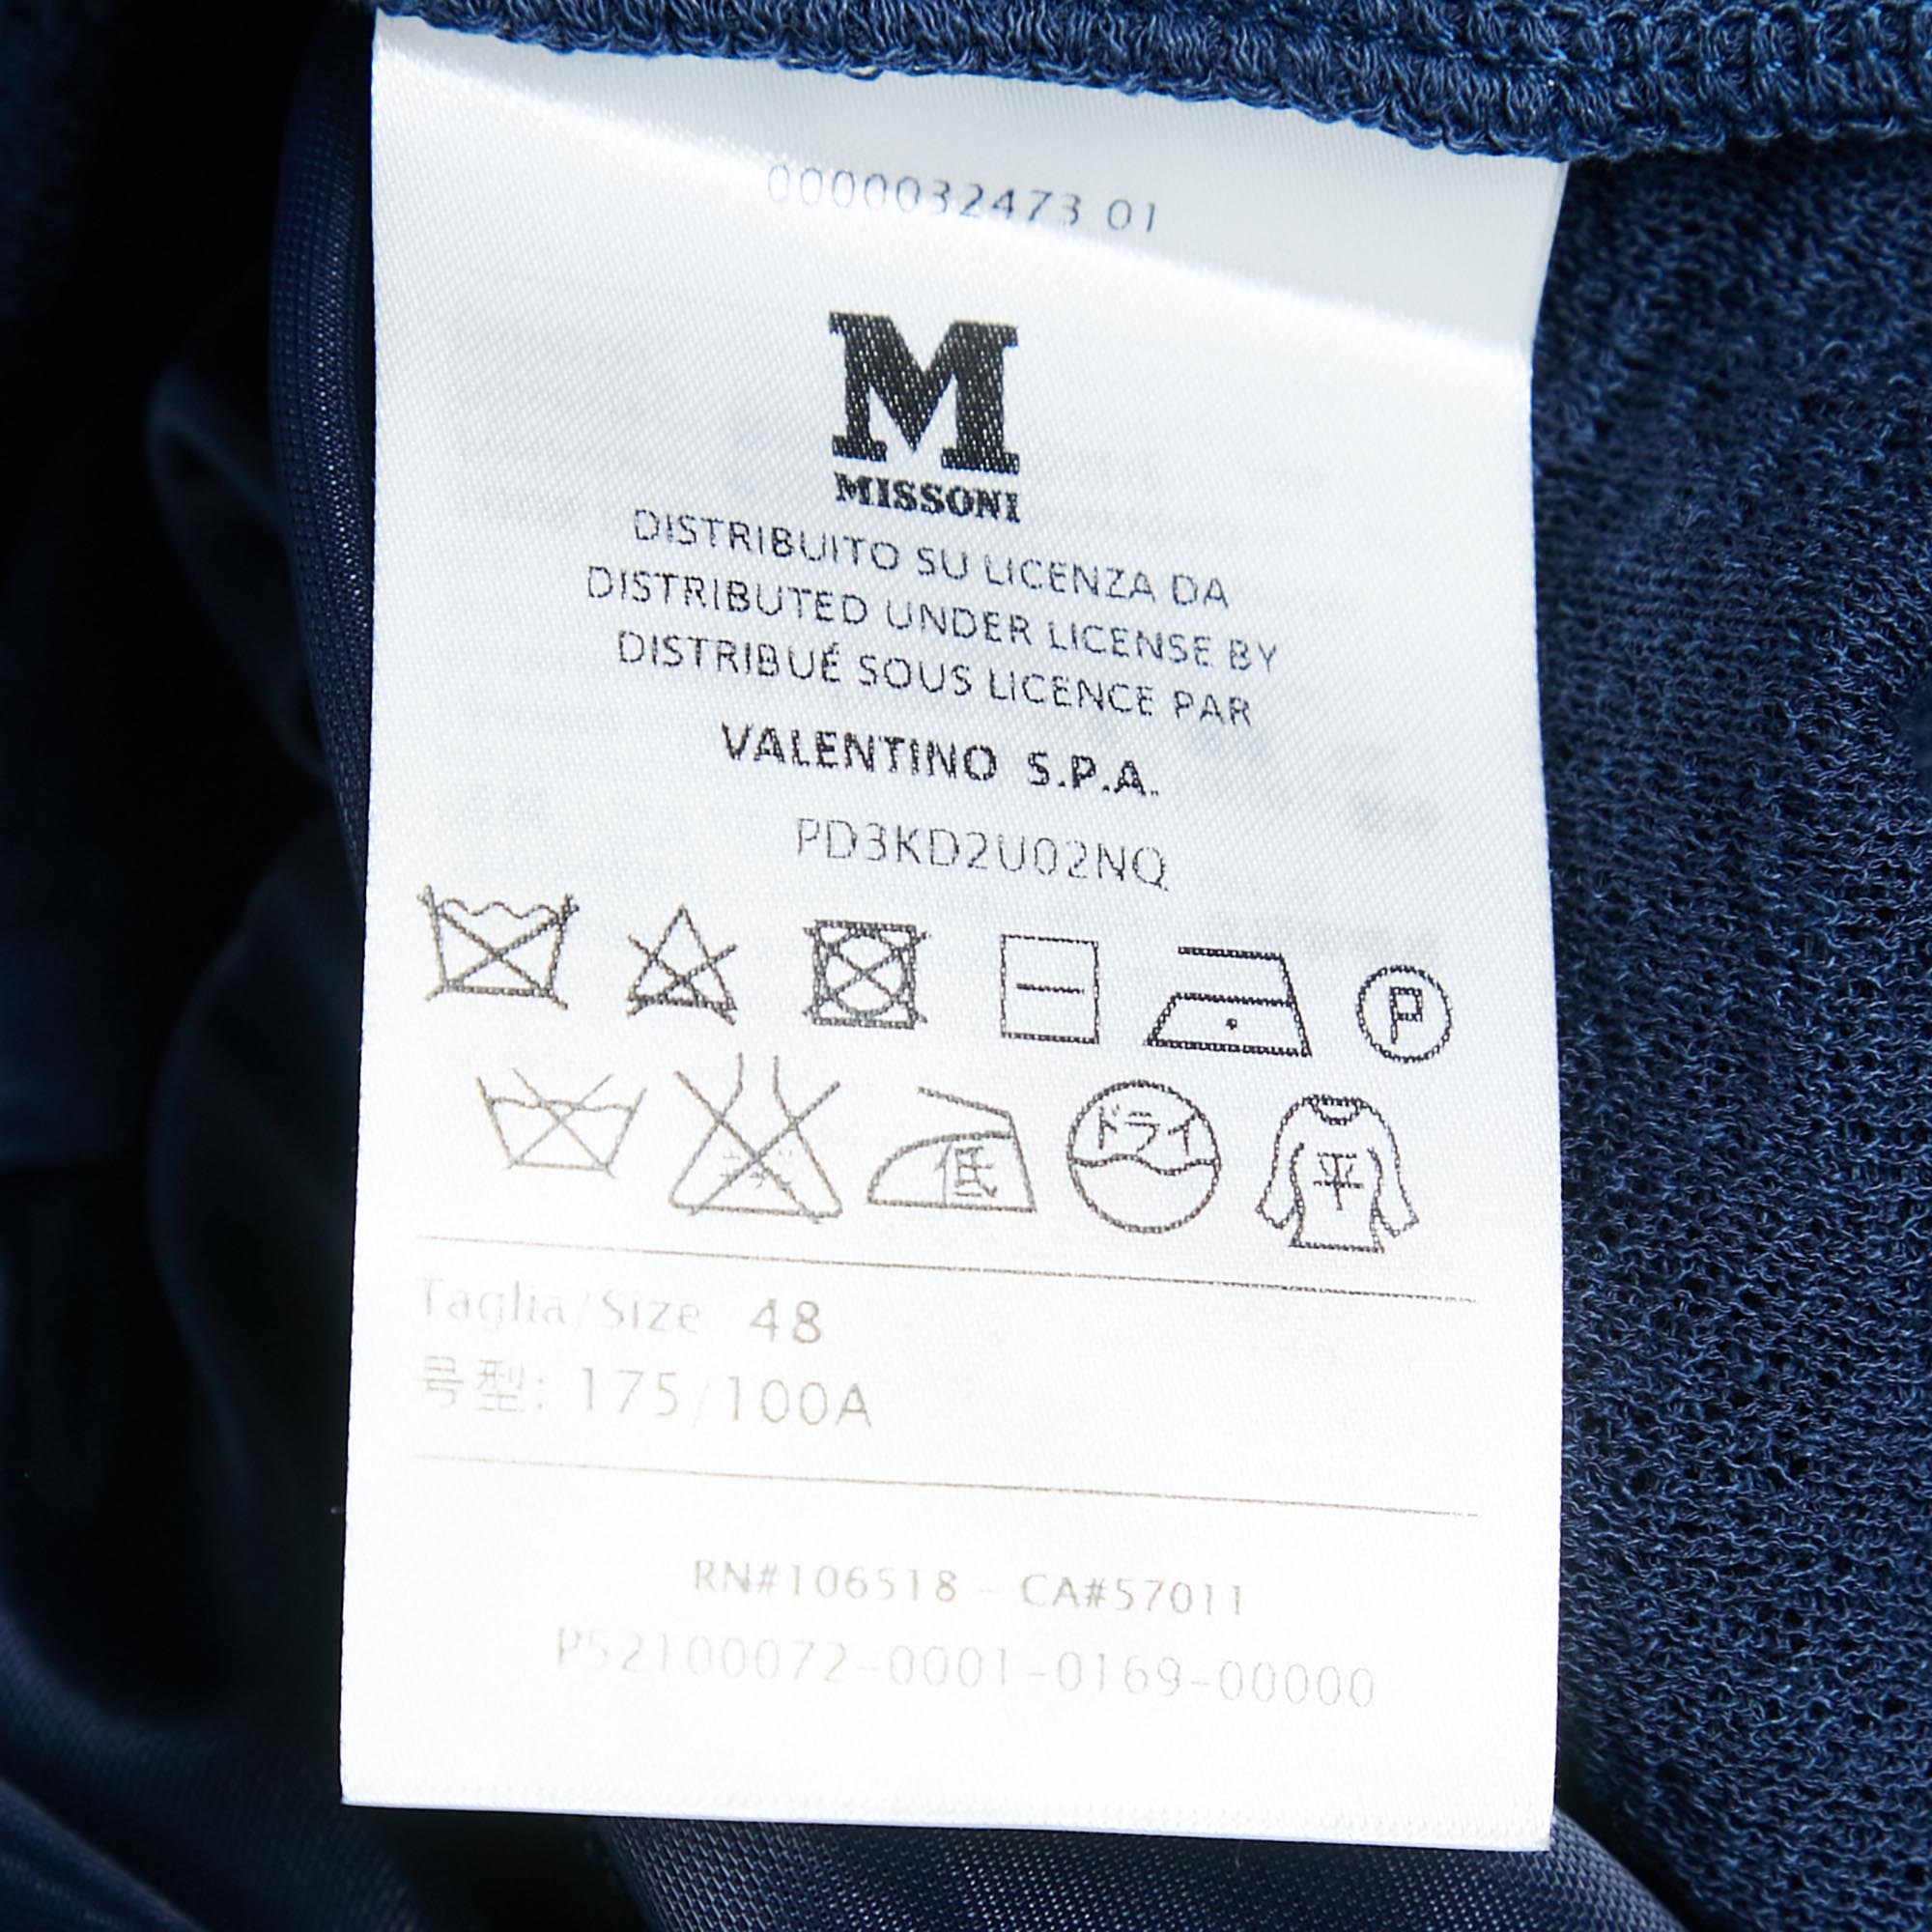 0000032473 01
M
MISSONI
DISTRIBUITO SU LICENZA DA
DISTRIBUTED UNDER LICENSE BY
DISTRIBUÉ SOUS LICENCE PAR
VALENTINO S.P.A.
PD3KD2U02NQ
P
低 ドライ 平
Taglia/Size 48
号型: 175/100A
RN#106518 - CA#57011
P52100072-0001-0169-00000